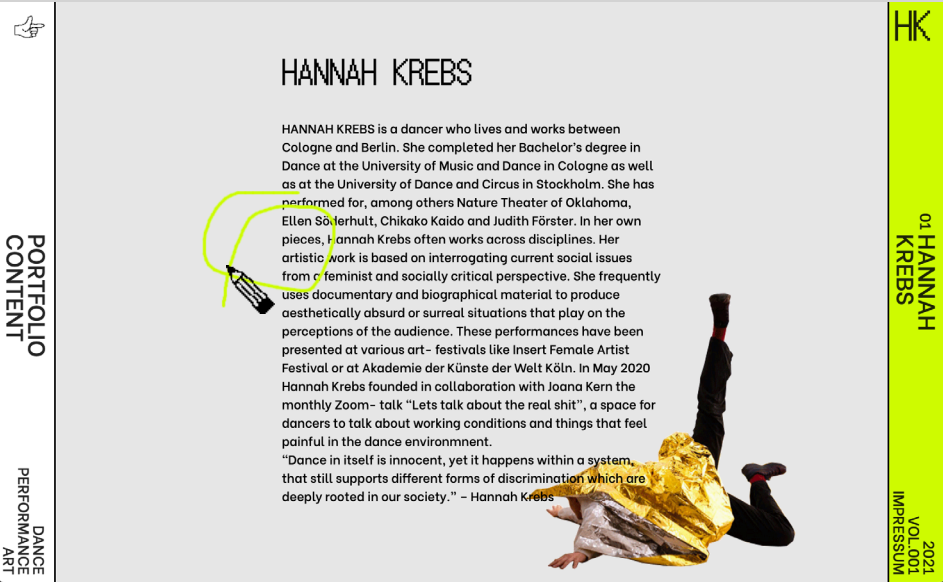 HANNAH KREBS
HANNAH KREBS is a dancer who lives and works between
Cologne and Berlin. She completed her Bachelor’s degree in
Dance at the University of Music and Dance in Cologne as well
as at the University of Dance and Circus in Stockholm. She has
performed for, among others Nature Theater of Oklahoma,
Ellen Söderhult, Chikako Kaido and Judith Förster. In her own
pieces, Hannah Krebs often works across disciplines. Her
artistic work is based on interrogating current social issues
from a feminist and socially critical perspective. She frequently
uses documentary and biographical material to produce
aesthetically absurd or surreal situations that play on the
perceptions of the audience. These performances have been
presented at various art- festivals like Insert Female Artist
Festival or at Akademie der Künste der Welt Köln. In May 2020
Hannah Krebs founded in collaboration with Joana Kern the
monthly Zoom- talk “Lets talk about the real shit”, a space for
dancers to talk about working conditions and things that feel
painful in the dance environmnent.
“Dance in itself is innocent, yet it happens within a system,
that still supports different forms of discrimination which are
deeply rooted in our society.” – Hannah Krebs
PORTFOLIO
CONTENT
DANCE
PERFORMANCE
ART
HK
01 HANNAH
KREBS
2021
VOL.001
IMPRESSUM